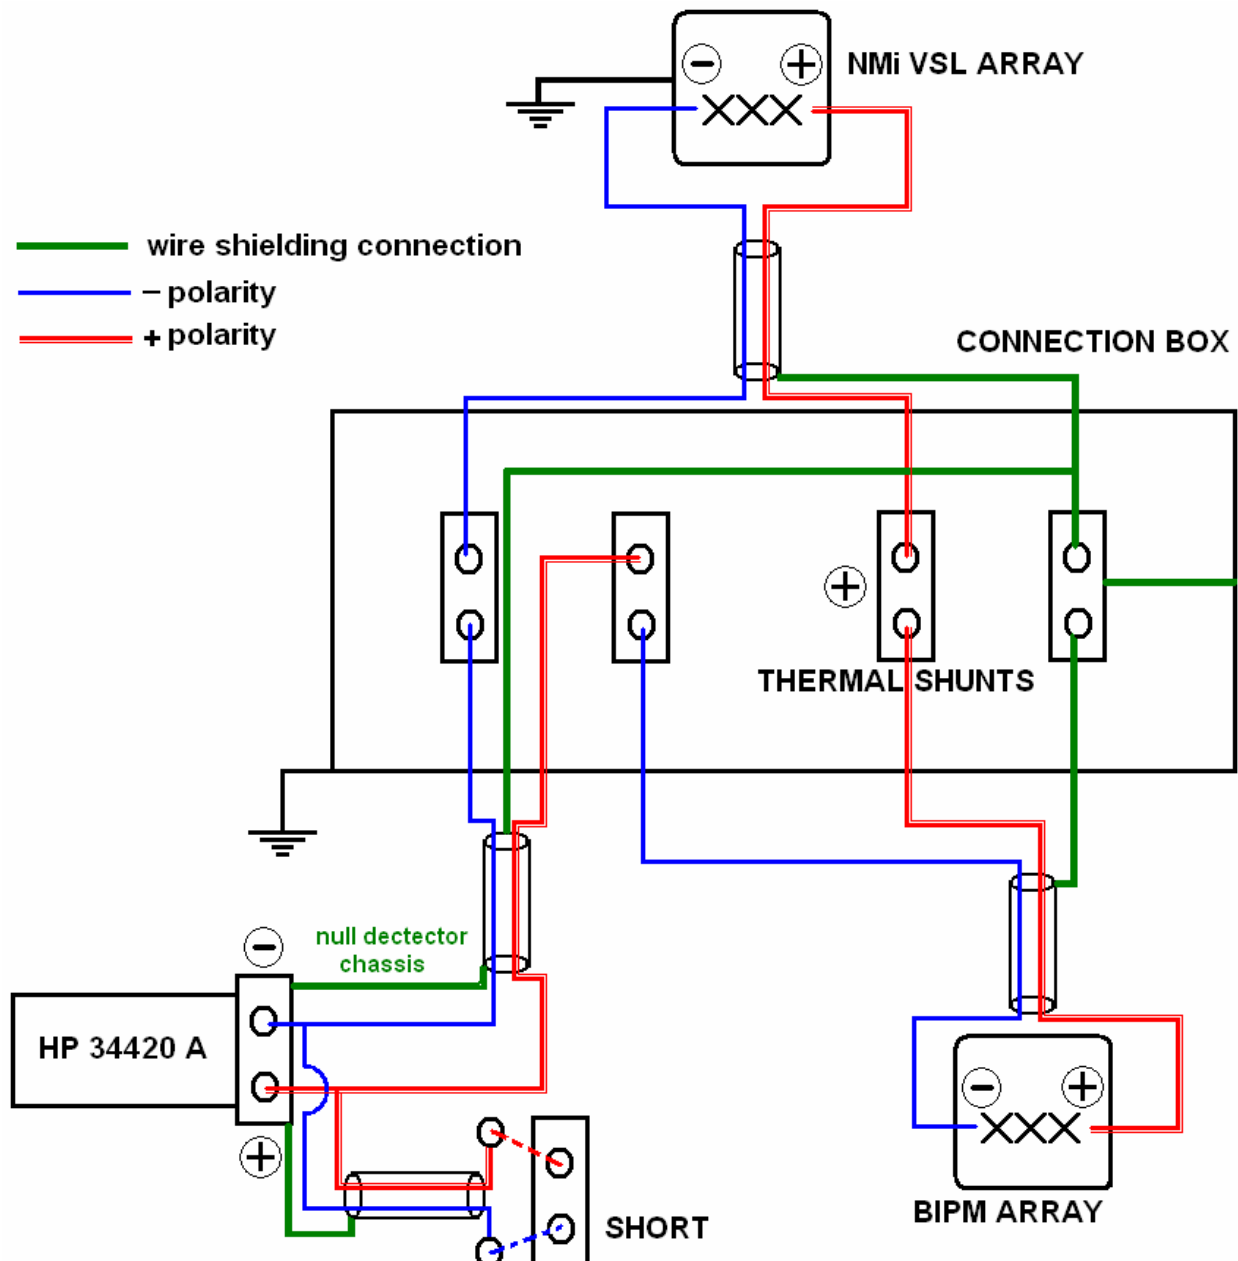 NMi VSL ARRAY
wire shielding connection
– polarity
+ polarity
CONNECTION BOX
THERMAL SHUNTS
null dectector
chassis
HP 34420 A
SHORT
BIPM ARRAY